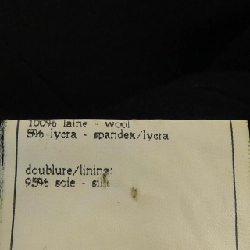 100% laine - wool
5% lycra - spandex/lycra
doublure/lining:
95% soie - silk